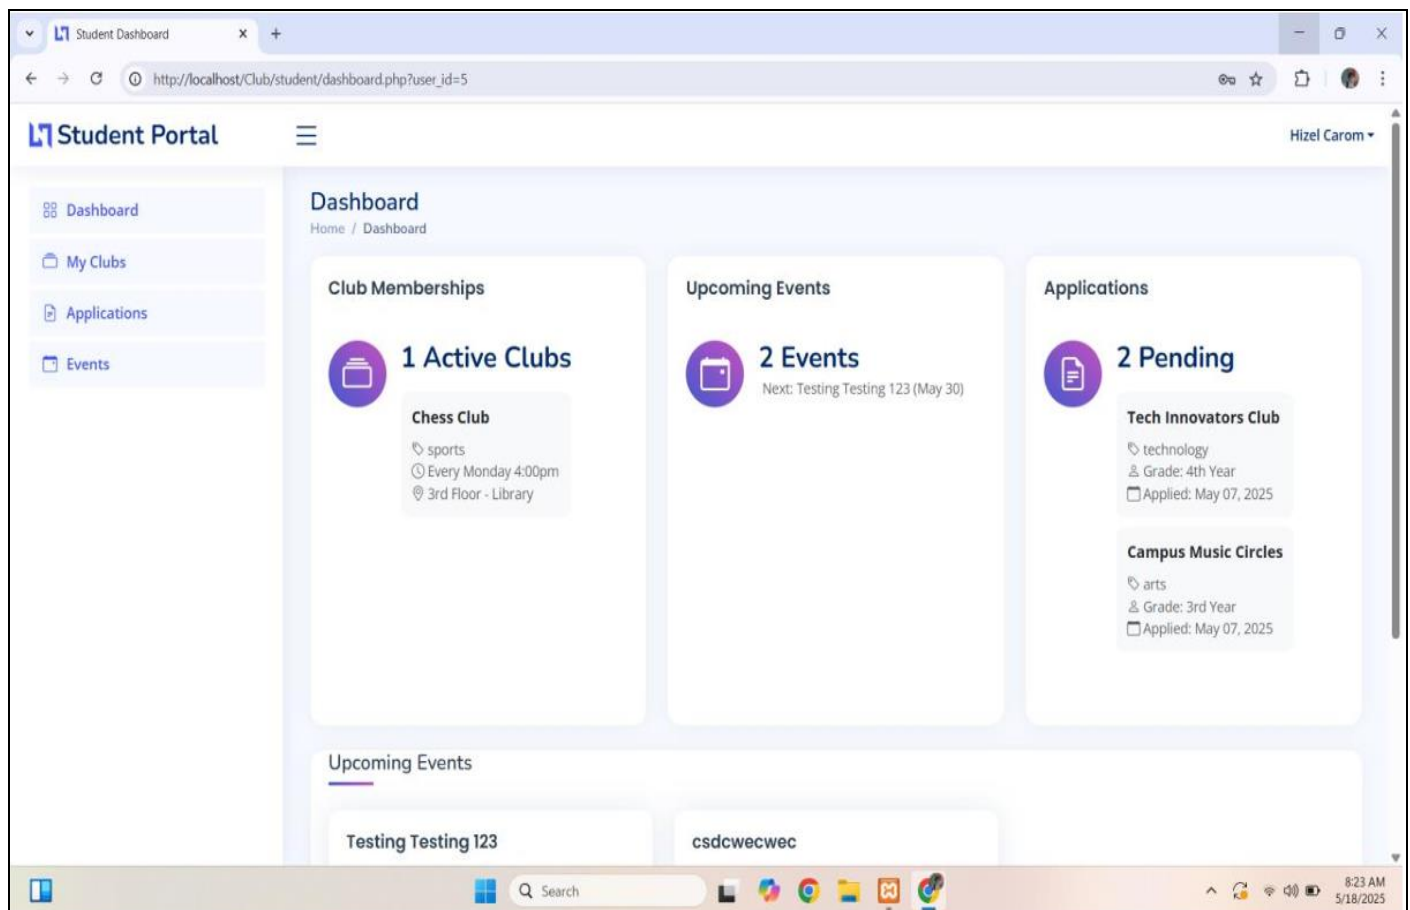 Student Dashboard
http://localhost/Club/student/dashboard.php?user_id=5
Student Portal
Hizel Carom
Dashboard
My Clubs
Applications
Events
Dashboard
Home / Dashboard
Club Memberships
1 Active Clubs
Chess Club
sports
Every Monday 4:00pm
3rd Floor - Library
Upcoming Events
2 Events
Next: Testing Testing 123 (May 30)
Applications
2 Pending
Tech Innovators Club
technology
Grade: 4th Year
Applied: May 07, 2025
Campus Music Circles
arts
Grade: 3rd Year
Applied: May 07, 2025
Upcoming Events
Testing Testing 123
csdcwecwec
Search
8:23 AM
5/18/2025